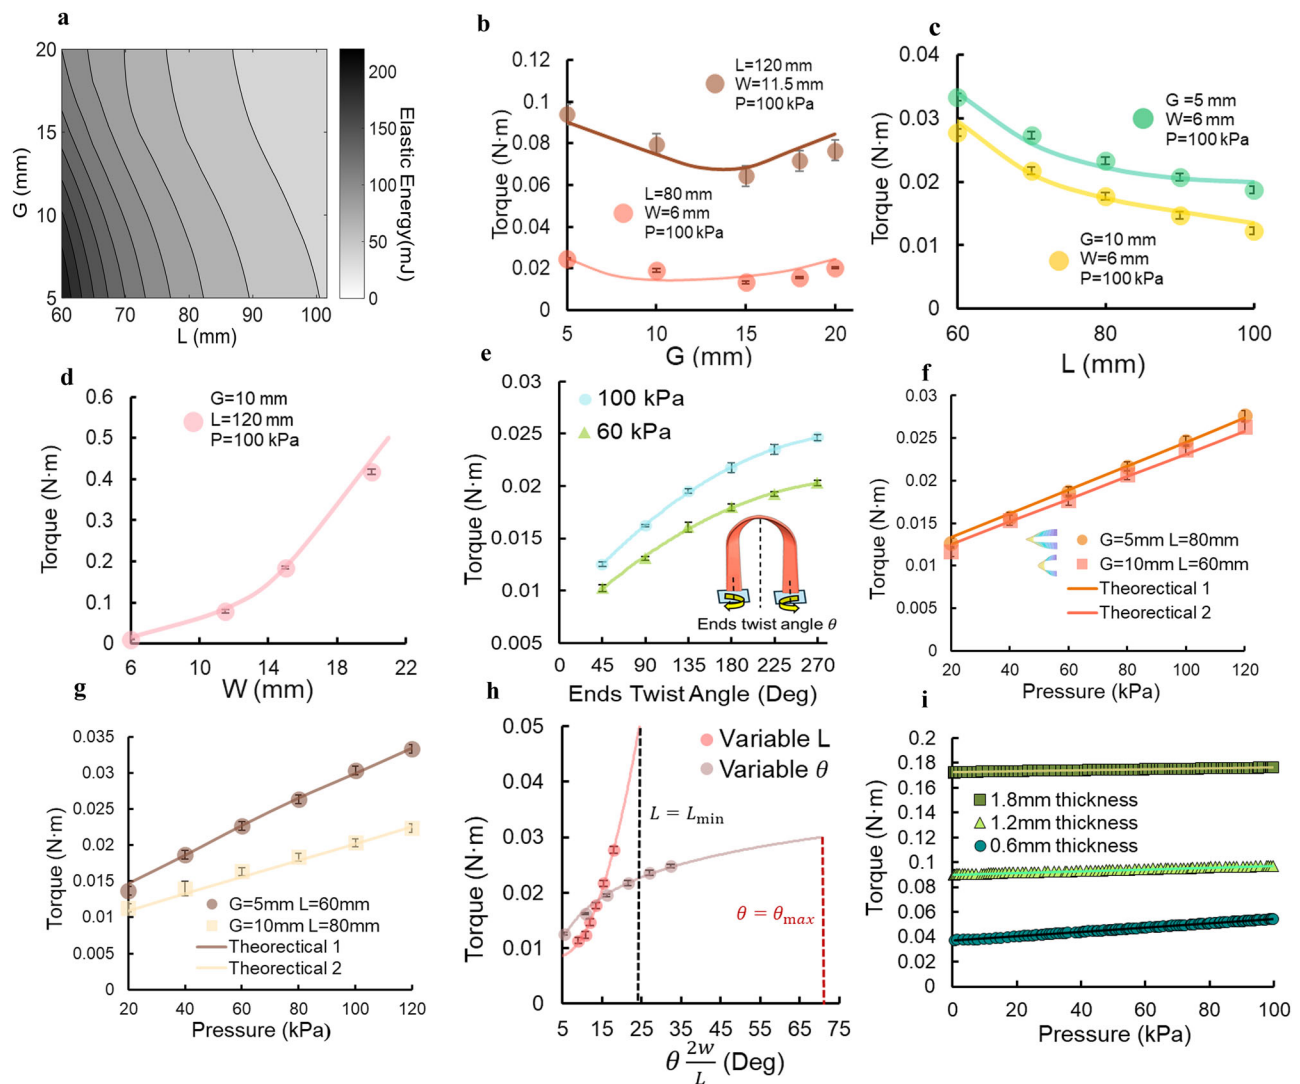 a
20
15
10
5
G (mm)
60
70
80
90
100
L (mm)
200
150
100
50
0
Elastic Energy(mJ)
b
0.12
0.1
0.08
0.06
0.04
0.02
0
Torque (N·m)
L=120 mm
W=11.5 mm
P=100 kPa
L=80 mm
W=6 mm
P=100 kPa
5
10
15
20
G (mm)
c
0.04
0.03
0.02
0.01
0
Torque (N·m)
G =5 mm
W=6 mm
P=100 kPa
G=10 mm
W=6 mm
P=100 kPa
60
80
100
L (mm)
d
0.6
0.5
0.4
0.3
0.2
0.1
0
Torque (N·m)
G=10 mm
L=120 mm
P=100 kPa
6
10
14
18
22
W (mm)
e
0.03
0.025
0.02
0.015
0.01
0.005
Torque (N·m)
100 kPa
60 kPa
Ends twist angle θ
0
45
90
135
180
225
270
Ends Twist Angle (Deg)
f
0.03
0.025
0.02
0.015
0.01
0.005
0
Torque (N·m)
G=5mm L=80mm
G=10mm L=60mm
Theorectical 1
Theorectical 2
20
40
60
80
100
120
Pressure (kPa)
g
0.035
0.03
0.025
0.02
0.015
0.01
0.005
0
Torque (N·m)
G=5mm L=60mm
G=10mm L=80mm
Theorectical 1
Theorectical 2
20
40
60
80
100
120
Pressure (kPa)
h
0.05
0.04
0.03
0.02
0.01
0
Torque (N·m)
Variable L
Variable θ
L = Lmin
θ = θmax
5
15
25
35
45
55
65
75
θ 2w/L (Deg)
i
0.2
0.18
0.16
0.14
0.12
0.1
0.08
0.06
0.04
0.02
0
Torque (N·m)
1.8mm thickness
1.2mm thickness
0.6mm thickness
0
20
40
60
80
100
Pressure (kPa)